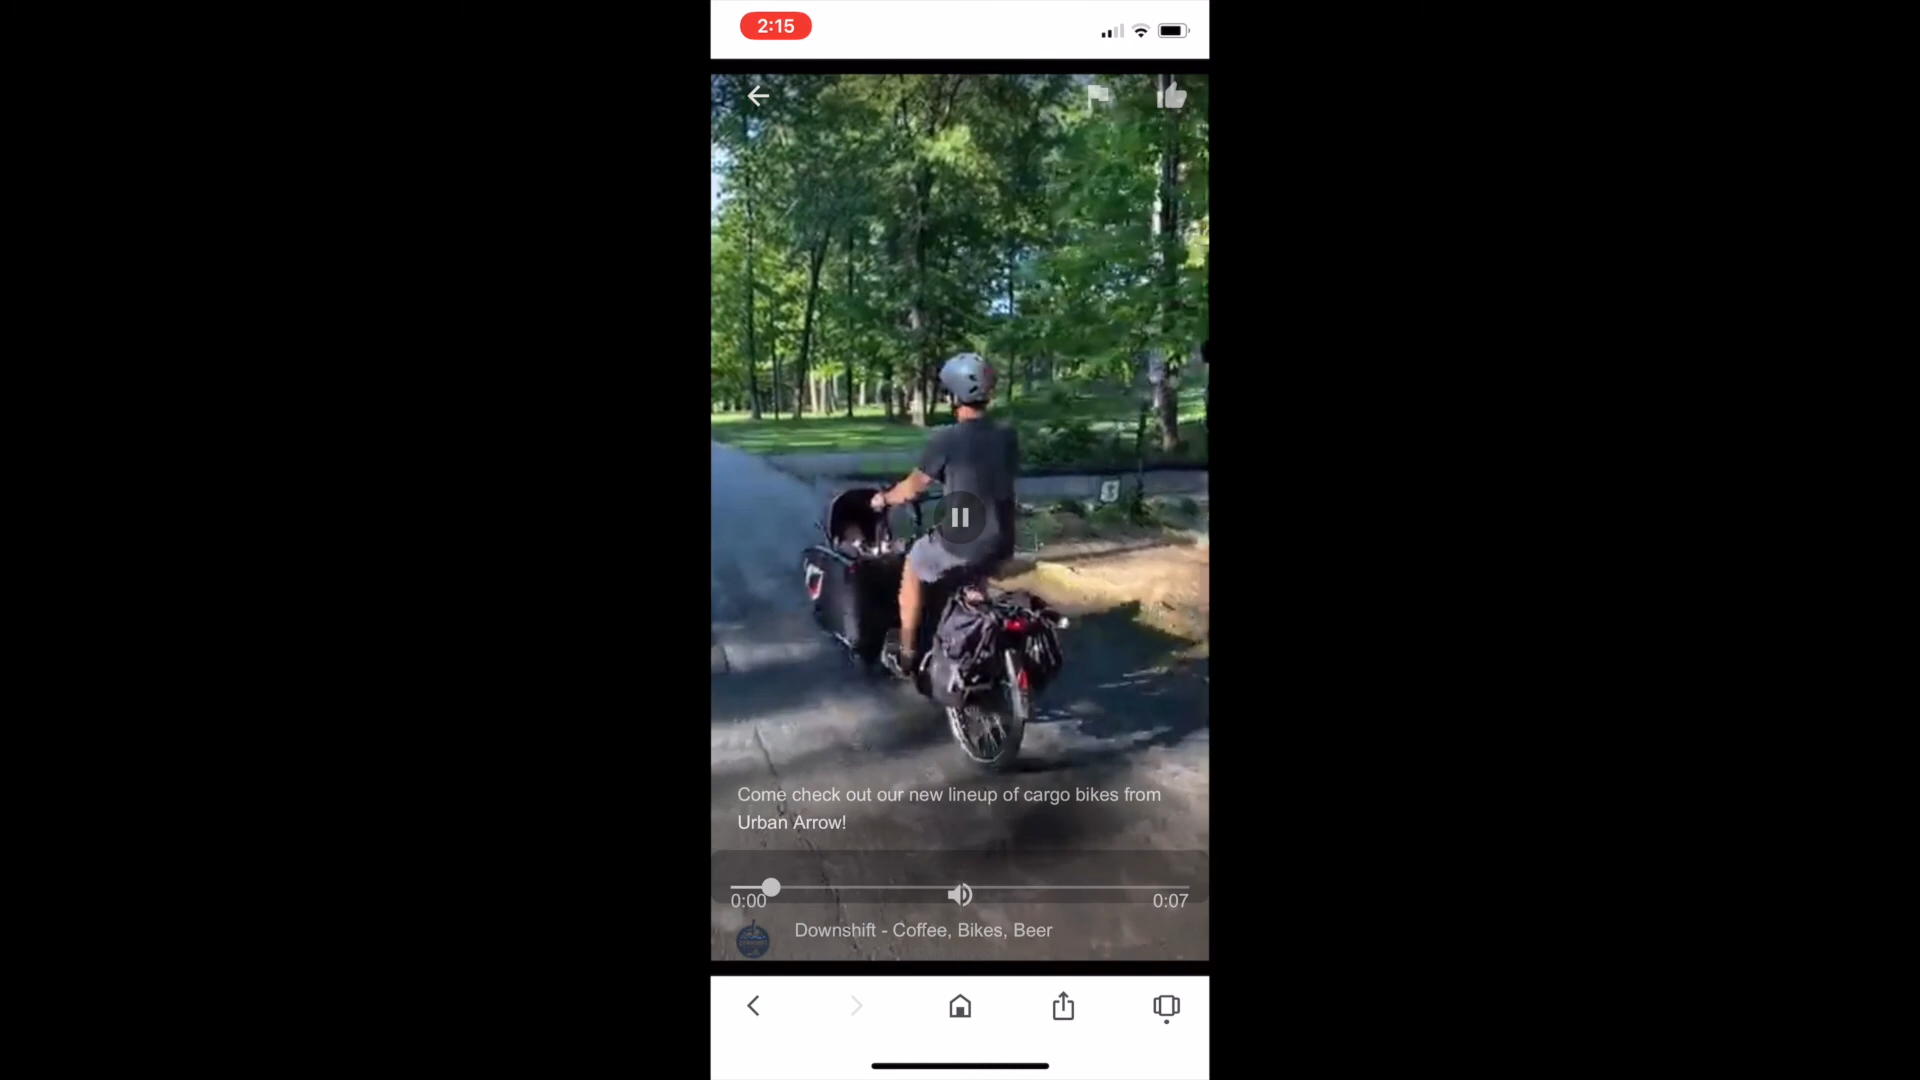 2:15
Come check out our new lineup of cargo bikes from
Urban Arrow!
0:00
0:07
Downshift - Coffee, Bikes, Beer